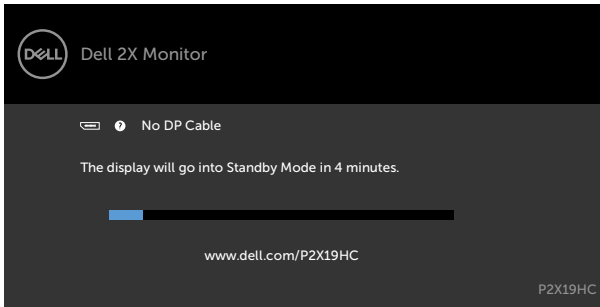 DELL
Dell 2X Monitor
? No DP Cable
The display will go into Standby Mode in 4 minutes.
www.dell.com/P2X19HC
P2X19HC